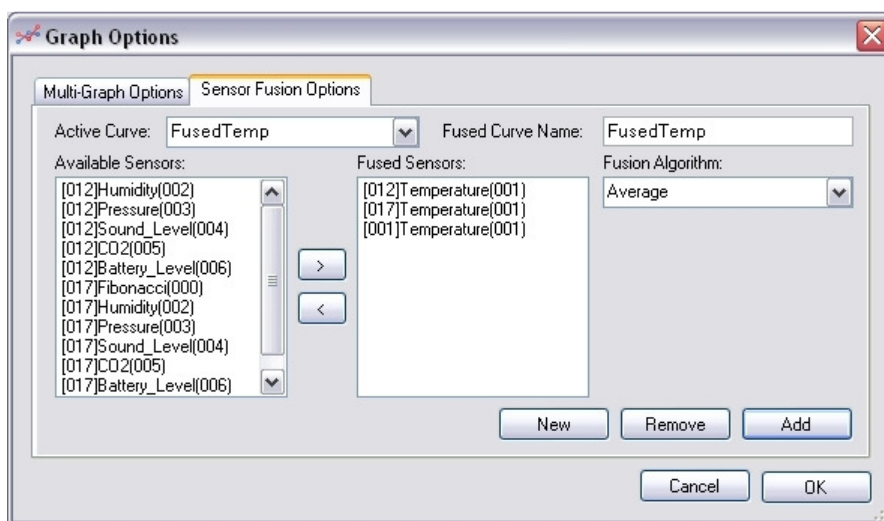 Graph Options
Multi-Graph Options
Sensor Fusion Options
Active Curve: FusedTemp
Fused Curve Name: FusedTemp
Available Sensors:
[012]Humidity(002)
[012]Pressure(003)
[012]Sound_Level(004)
[012]CO2(005)
[012]Battery_Level(006)
[017]Fibonacci(000)
[017]Humidity(002)
[017]Pressure(003)
[017]Sound_Level(004)
[017]CO2(005)
[017]Battery_Level(006)
>
<
Fused Sensors:
[012]Temperature(001)
[017]Temperature(001)
[001]Temperature(001)
Fusion Algorithm:
Average
New
Remove
Add
Cancel
OK